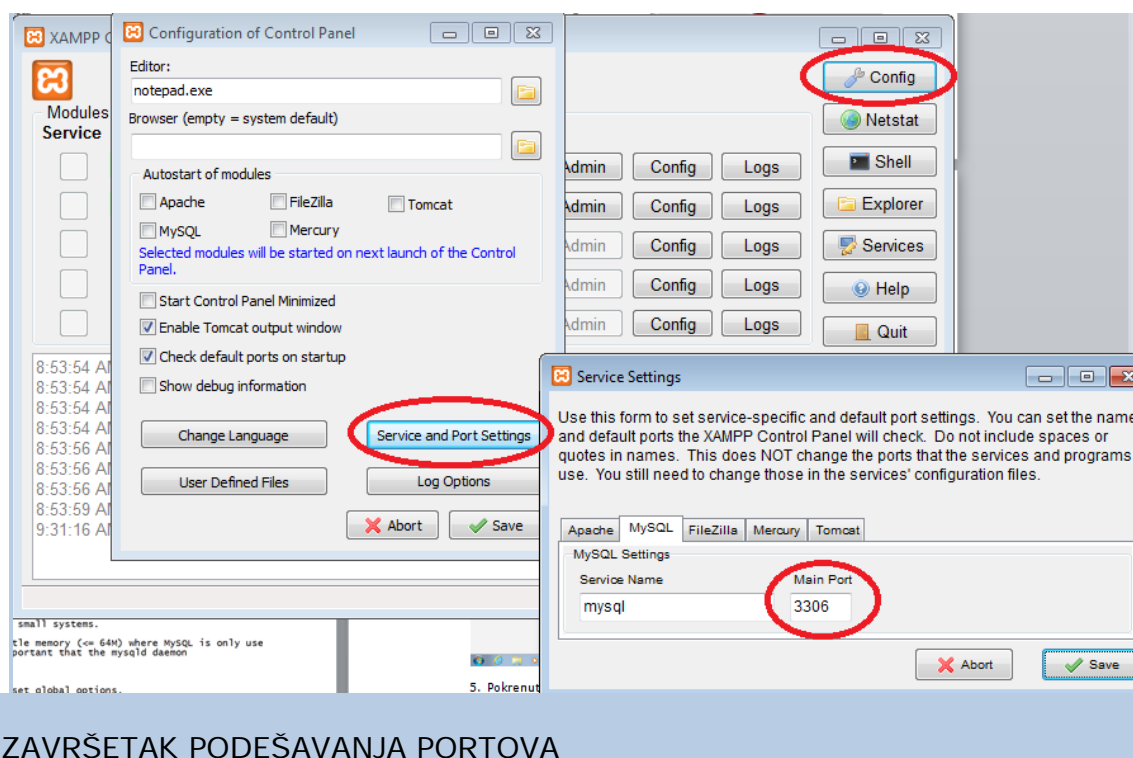 XAMPP
Configuration of Control Panel
Editor:
notepad.exe
Browser (empty = system default)
Autostart of modules
Apache
FileZilla
Tomcat
MySQL
Mercury
Selected modules will be started on next launch of the Control
Panel.
Start Control Panel Minimized
Enable Tomcat output window
Check default ports on startup
Show debug information
Change Language
Service and Port Settings
User Defined Files
Log Options
Abort
Save
Modules
Service
Config
Netstat
Admin Config Logs
Shell
Admin Config Logs
Explorer
Admin Config Logs
Services
Admin Config Logs
Help
Admin Config Logs
Quit
8:53:54 AM
8:53:54 AM
8:53:54 AM
8:53:54 AM
8:53:56 AM
8:53:56 AM
8:53:56 AM
8:53:59 AM
9:31:16 AM
Service Settings
Use this form to set service-specific and default port settings. You can set the name
and default ports the XAMPP Control Panel will check. Do not include spaces or
quotes in names. This does NOT change the ports that the services and programs
use. You still need to change those in the services' configuration files.
Apache MySQL FileZilla Mercury Tomcat
MySQL Settings
Service Name
Main Port
mysql
3306
Abort
Save
small systems.
tle memory (<= 64M) where MySQL is only use
portant that the mysqld daemon
set global options.
5. Pokrenut
ZAVRŠETAK PODEŠAVANJA PORTOVA